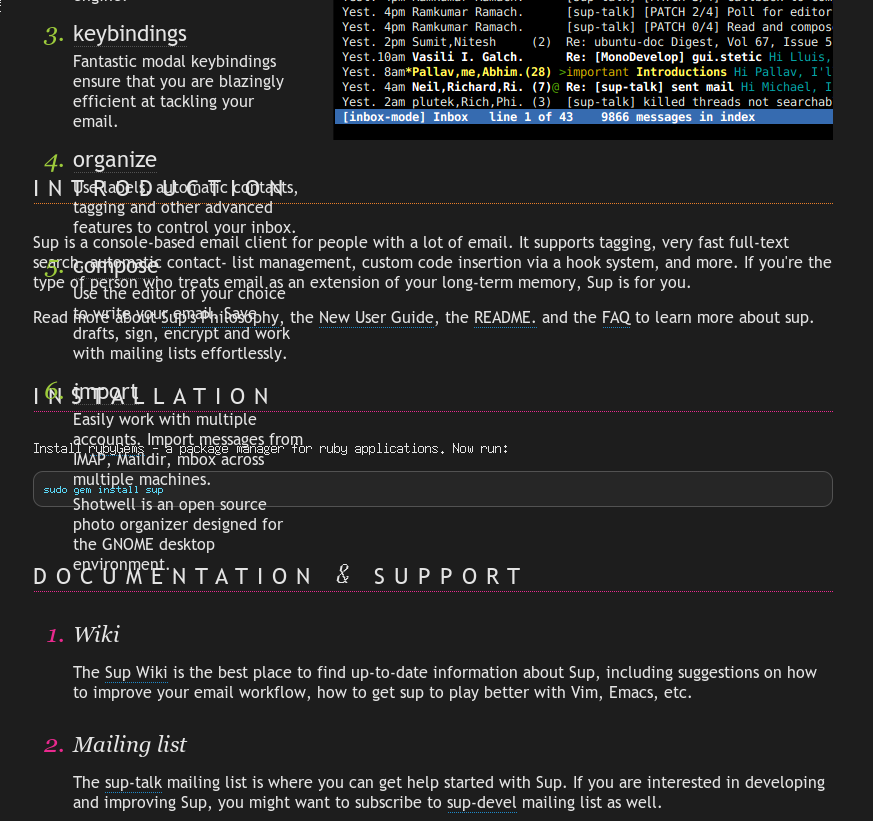 3. keybindings
Fantastic modal keybindings
ensure that you are blazingly
efficient at tackling your
email.
4. organize
Use labels, automatic contacts,
tagging and other advanced
features to control your inbox.
5. compose
Use the editor of your choice
to write your email. Save
drafts, sign, encrypt and work
with mailing lists effortlessly.
6. import
Easily work with multiple
accounts. Import messages from
IMAP, Maildir, mbox across
multiple machines.
Shotwell is an open source
photo organizer designed for
the GNOME desktop
environment.
Yest. 4pm Ramkumar Ramach. [sup-talk] [PATCH 2/4] Poll for editor
Yest. 4pm Ramkumar Ramach. [sup-talk] [PATCH 0/4] Read and compos
Yest. 2pm Sumit,Nitesh (2) Re: ubuntu-doc Digest, Vol 67, Issue 5
Yest.10am Vasili I. Galch. Re: [MonoDevelop] gui.stetic Hi Lluis,
Yest. 8am*Pallav,me,Abhim.(28) >important Introductions Hi Pallav, I'l
Yest. 4am Neil,Richard,Ri. (7)@ Re: [sup-talk] sent mail Hi Michael, I
Yest. 2am plutek,Rich,Phi. (3) [sup-talk] killed threads not searchab
[inbox-mode] Inbox line 1 of 43 9866 messages in index
INTRODUCTION
Sup is a console-based email client for people with a lot of email. It supports tagging, very fast full-text
search, automatic contact- list management, custom code insertion via a hook system, and more. If you're the
type of person who treats email as an extension of your long-term memory, Sup is for you.
Read more about Sup's Philosophy, the New User Guide, the README. and the FAQ to learn more about sup.
INSTALLATION
Install rubyGems - a package manager for ruby applications. Now run:
sudo gem install sup
DOCUMENTATION & SUPPORT
1. Wiki
The Sup Wiki is the best place to find up-to-date information about Sup, including suggestions on how
to improve your email workflow, how to get sup to play better with Vim, Emacs, etc.
2. Mailing list
The sup-talk mailing list is where you can get help started with Sup. If you are interested in developing
and improving Sup, you might want to subscribe to sup-devel mailing list as well.